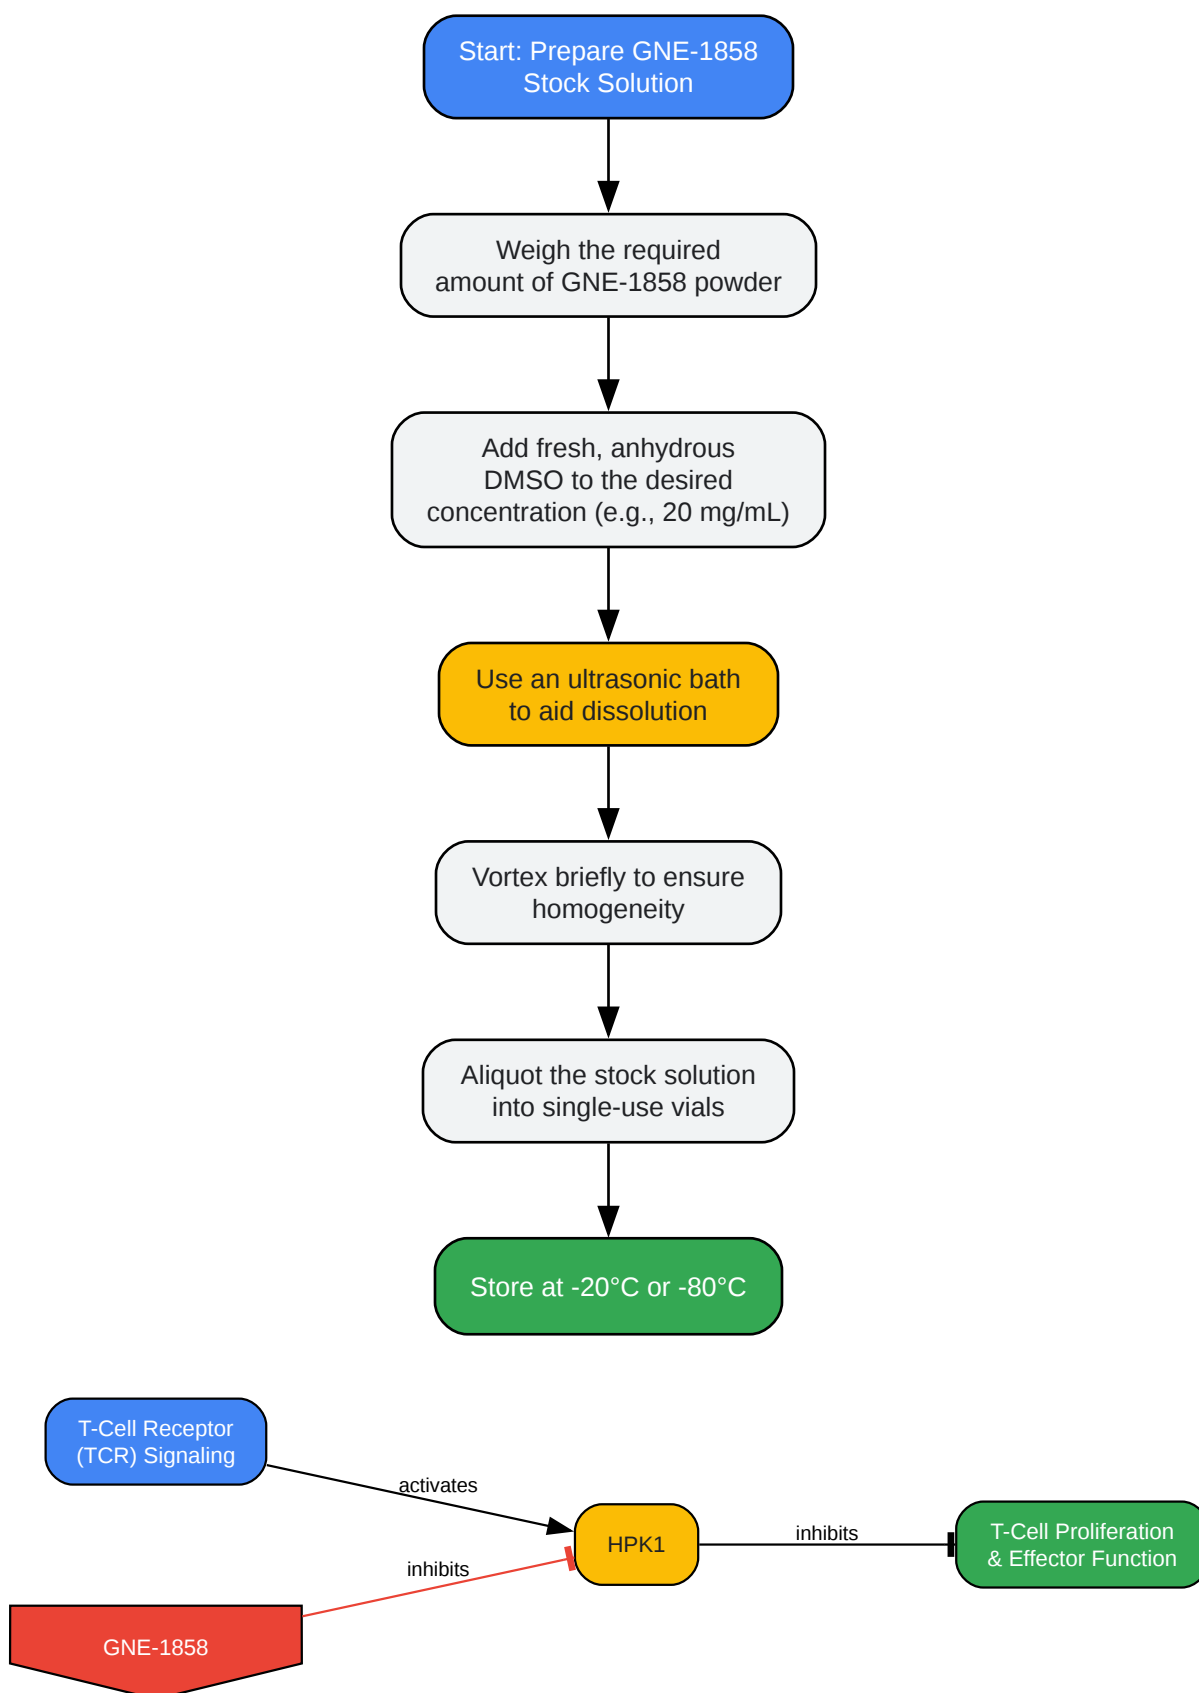 Start: Prepare GNE-1858
Stock Solution
Weigh the required
amount of GNE-1858 powder
Add fresh, anhydrous
DMSO to the desired
concentration (e.g., 20 mg/mL)
Use an ultrasonic bath
to aid dissolution
Vortex briefly to ensure
homogeneity
Aliquot the stock solution
into single-use vials
Store at -20°C or -80°C
T-Cell Receptor
(TCR) Signaling
activates
HPK1
inhibits
T-Cell Proliferation
& Effector Function
inhibits
GNE-1858